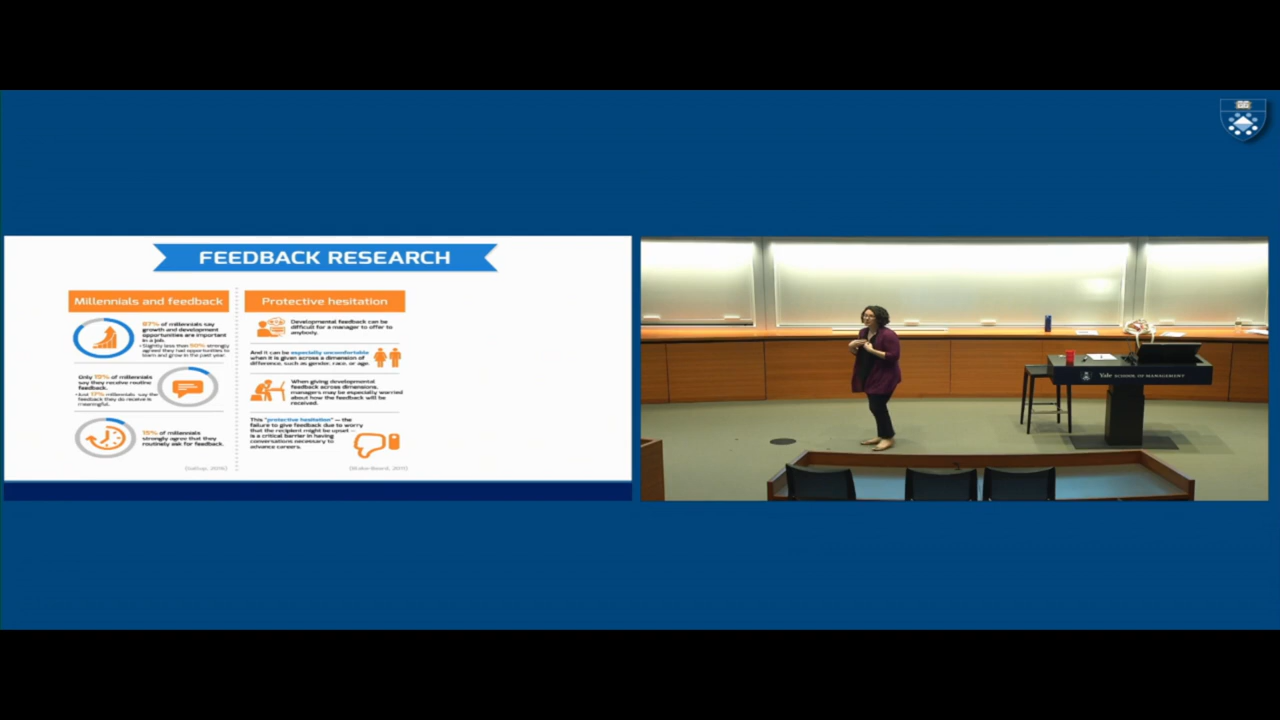 FEEDBACK RESEARCH
Millennials and feedback
87% of millennials say
growth and development
opportunities are important
in a job.
• Slightly less than 50% strongly
agreed they had opportunities to
learn and grow in the past year.
Only 19% of millennials
say they receive routine
feedback.
• Just 17% millennials say the
feedback they do receive is
meaningful.
15% of millennials
strongly agree that they
routinely ask for feedback.
(Gallup, 2016)
Protective hesitation
Developmental feedback can be
difficult for a manager to offer to
anybody.
And it can be especially uncomfortable
when it is given across a dimension of
difference, such as gender, race, or age.
When giving developmental
feedback across dimensions,
managers may be especially worried
about how the feedback will be
received.
This "protective hesitation" — the
failure to give feedback due to worry
that the recipient might be upset —
is a critical barrier in having
conversations necessary to
advance careers.
Yale SCHOOL OF MANAGEMENT